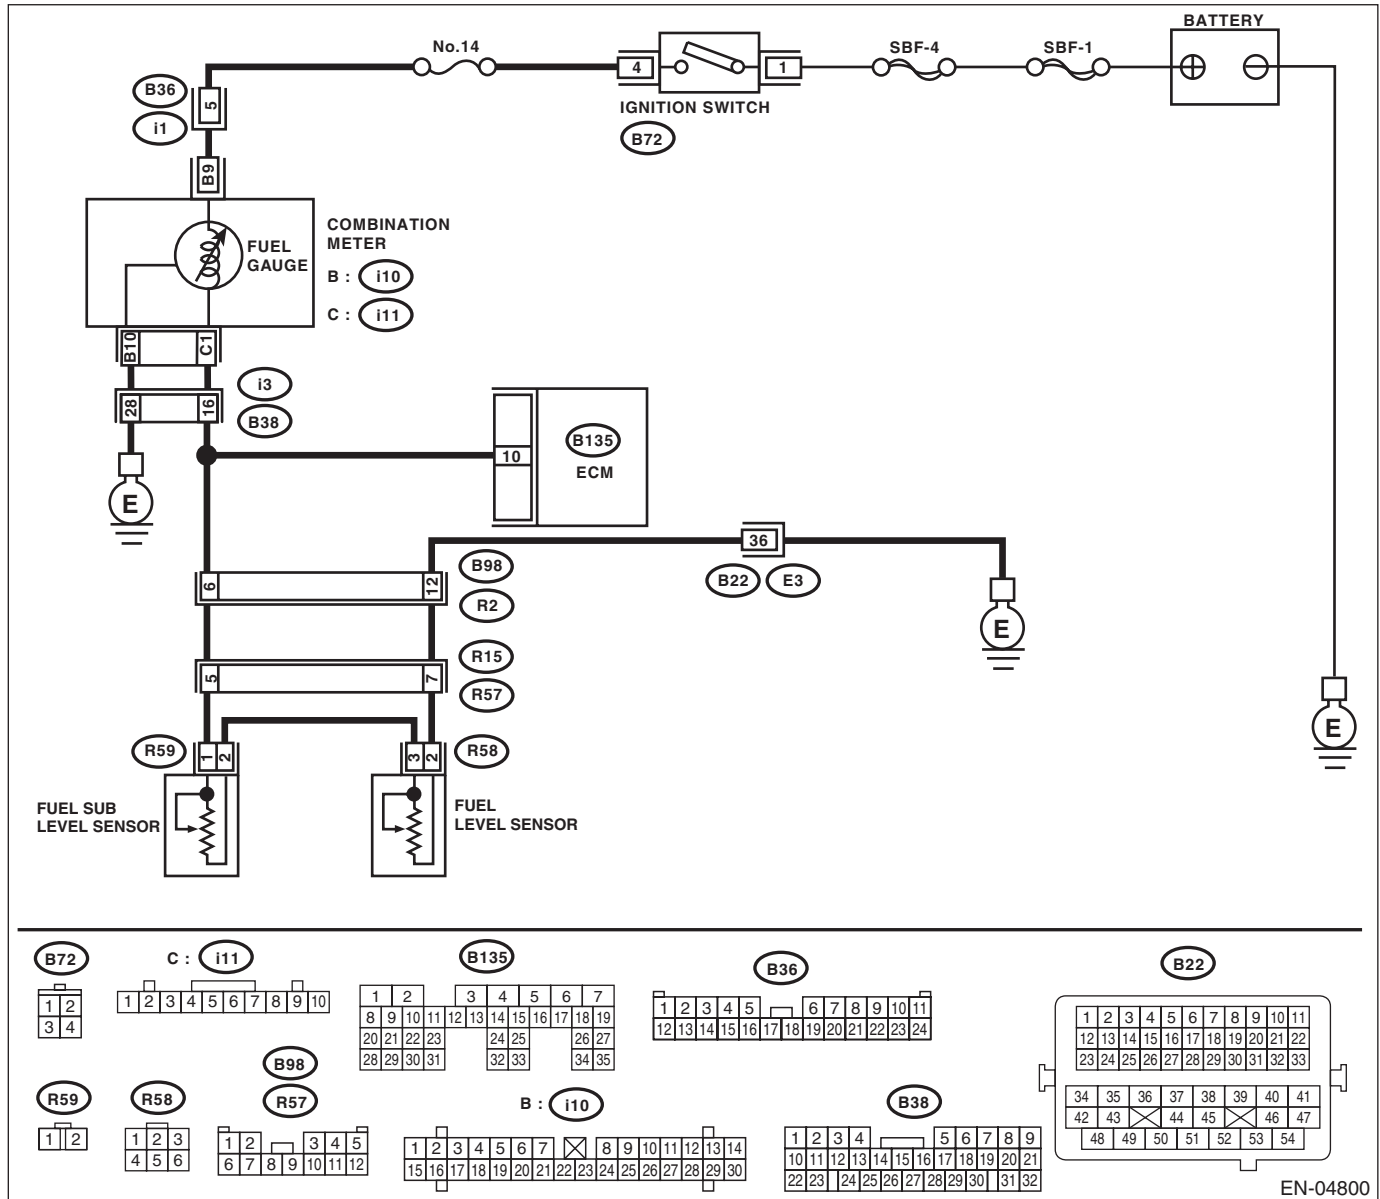 BATTERY
No.14
SBF-4
SBF-1
4
1
B36
5
IGNITION SWITCH
i1
B72
B9
COMBINATION
METER
FUEL
GAUGE
B : i10
C : i11
B10
C1
i3
28
16
B38
B135
10
ECM
E
36
B98
B22
E3
6
12
R2
E
R15
5
7
R57
E
R59
1
2
3
2
R58
FUEL SUB
LEVEL SENSOR
FUEL
LEVEL SENSOR
B72
1 2
3 4
C : i11
1 2 3 4 5 6 7 8 9 10
B135
1 2 3 4 5 6 7
8 9 10 11 12 13 14 15 16 17 18 19
20 21 22 23 24 25 26 27
28 29 30 31 32 33 34 35
B36
1 2 3 4 5 6 7 8 9 10 11
12 13 14 15 16 17 18 19 20 21 22 23 24
B22
1 2 3 4 5 6 7 8 9 10 11
12 13 14 15 16 17 18 19 20 21 22
23 24 25 26 27 28 29 30 31 32 33
34 35 36 37 38 39 40 41
42 43 44 45 46 47
48 49 50 51 52 53 54
R59
1 2
R58
1 2 3
4 5 6
B98
R57
1 2 3 4 5
6 7 8 9 10 11 12
B : i10
1 2 3 4 5 6 7 8 9 10 11 12 13 14
15 16 17 18 19 20 21 22 23 24 25 26 27 28 29 30
B38
1 2 3 4 5 6 7 8 9
10 11 12 13 14 15 16 17 18 19 20 21
22 23 24 25 26 27 28 29 30 31 32
EN-04800